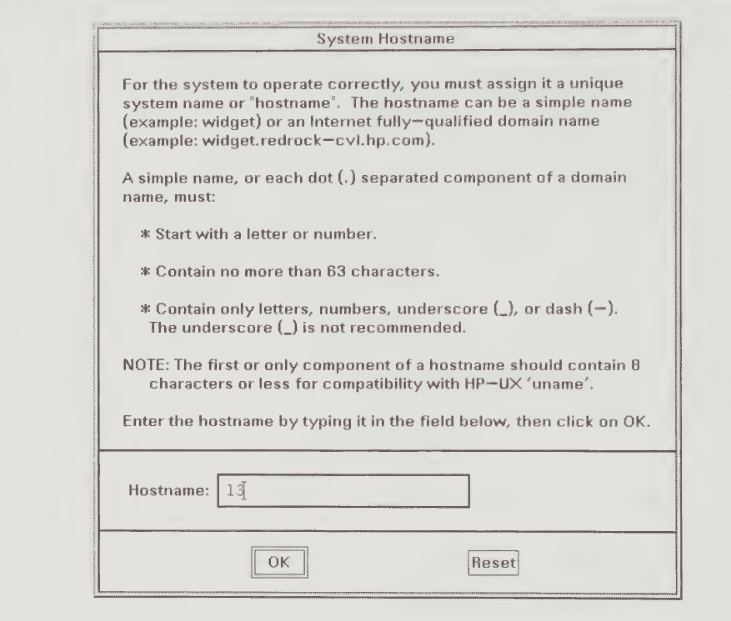 System Hostname
For the system to operate correctly, you must assign it a unique
system name or "hostname". The hostname can be a simple name
(example: widget) or an Internet fully-qualified domain name
(example: widget.redrock-cvl.hp.com).
A simple name, or each dot (.) separated component of a domain
name, must:
* Start with a letter or number.
* Contain no more than 63 characters.
* Contain only letters, numbers, underscore (_), or dash (-).
The underscore (_) is not recommended.
NOTE: The first or only component of a hostname should contain 8
characters or less for compatibility with HP-UX 'uname'.
Enter the hostname by typing it in the field below, then click on OK.
Hostname: 13
OK Reset